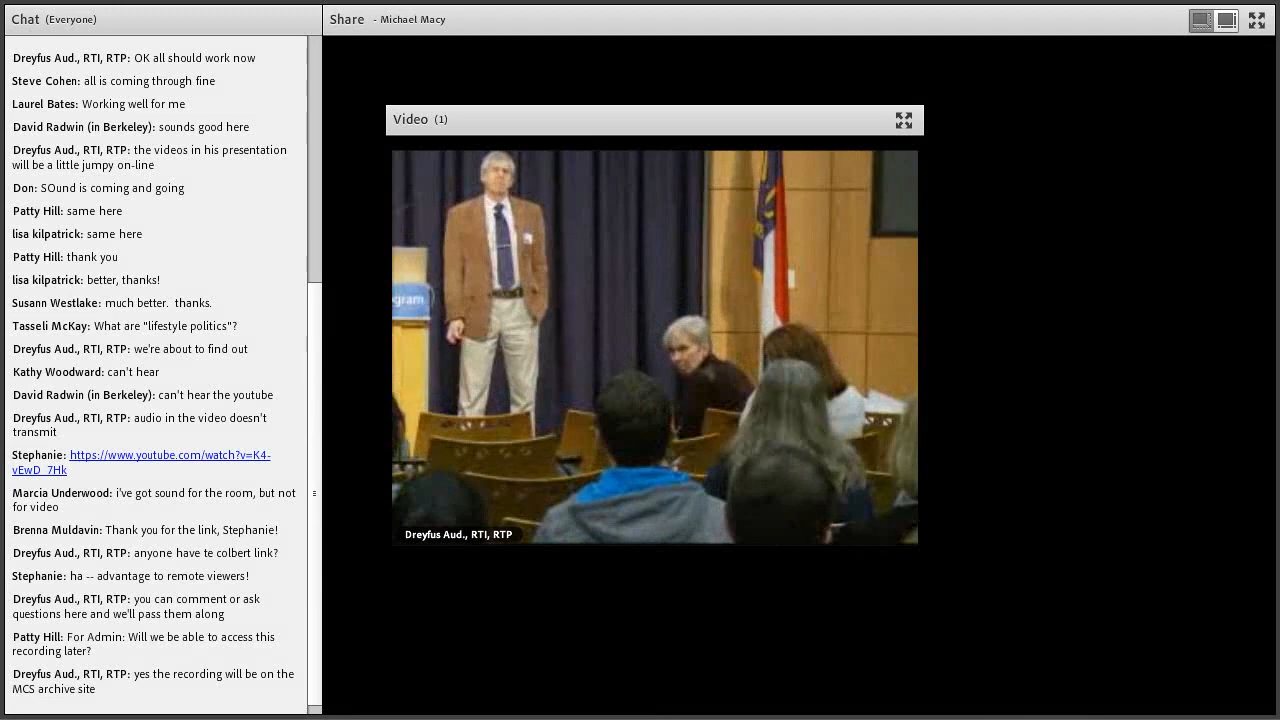 Chat (Everyone)
Dreyfus Aud., RTI, RTP: OK all should work now
Steve Cohen: all is coming through fine
Laurel Bates: Working well for me
David Radwin (in Berkeley): sounds good here
Dreyfus Aud., RTI, RTP: the videos in his presentation
will be a little jumpy on-line
Don: SOund is coming and going
Patty Hill: same here
lisa kilpatrick: same here
Patty Hill: thank you
lisa kilpatrick: better, thanks!
Susann Westlake: much better. thanks.
Tasseli McKay: What are "lifestyle politics"?
Dreyfus Aud., RTI, RTP: we're about to find out
Kathy Woodward: can't hear
David Radwin (in Berkeley): can't hear the youtube
Dreyfus Aud., RTI, RTP: audio in the video doesn't
transmit
Stephanie: https://www.youtube.com/watch?v=K4-
vEwD_7Hk
Marcia Underwood: i've got sound for the room, but not
for video
Brenna Muldavin: Thank you for the link, Stephanie!
Dreyfus Aud., RTI, RTP: anyone have te colbert link?
Stephanie: ha -- advantage to remote viewers!
Dreyfus Aud., RTI, RTP: you can comment or ask
questions here and we'll pass them along
Patty Hill: For Admin: Will we be able to access this
recording later?
Dreyfus Aud., RTI, RTP: yes the recording will be on the
MCS archive site
Share - Michael Macy
Video (1)
gram
Dreyfus Aud., RTI, RTP